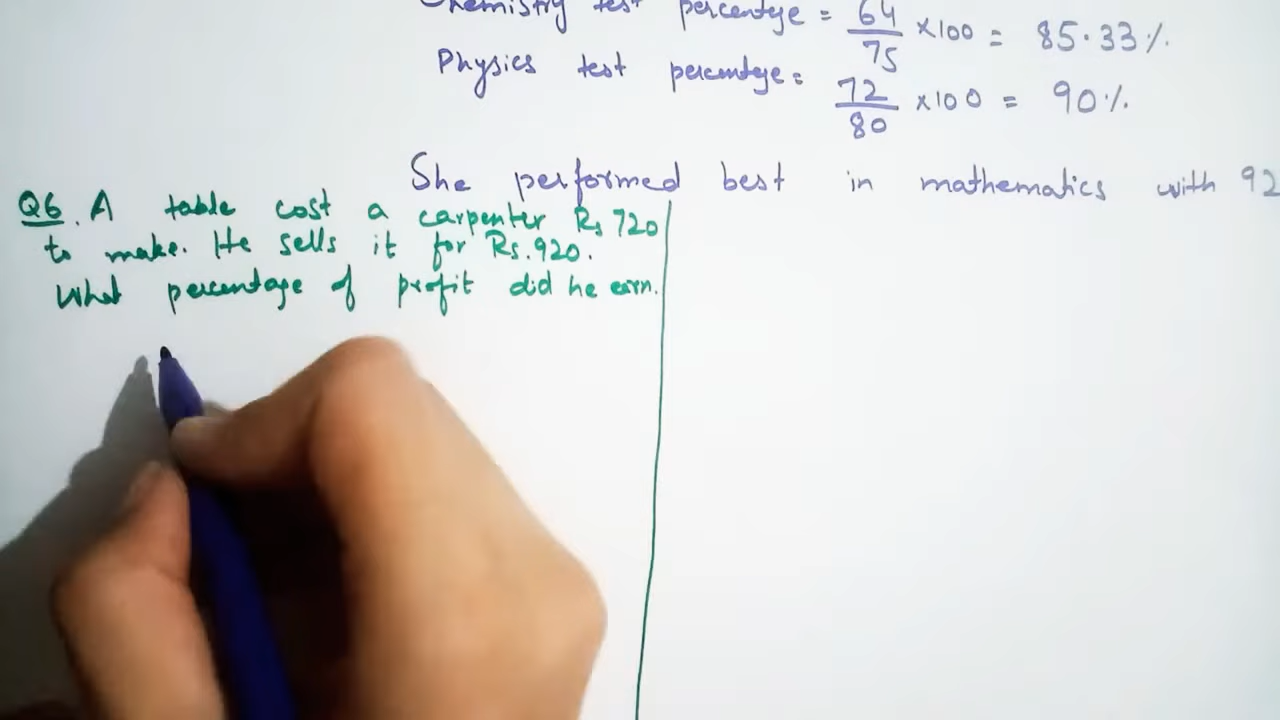 Chemistry test percentage = 64/75 ×100 = 85.33%.
Physics test percentage = 72/80 ×100 = 90%.
She performed best in mathematics with 92
Q6. A table cost a carpenter Rs 720
to make. He sells it for Rs.920.
What percentage of profit did he earn.